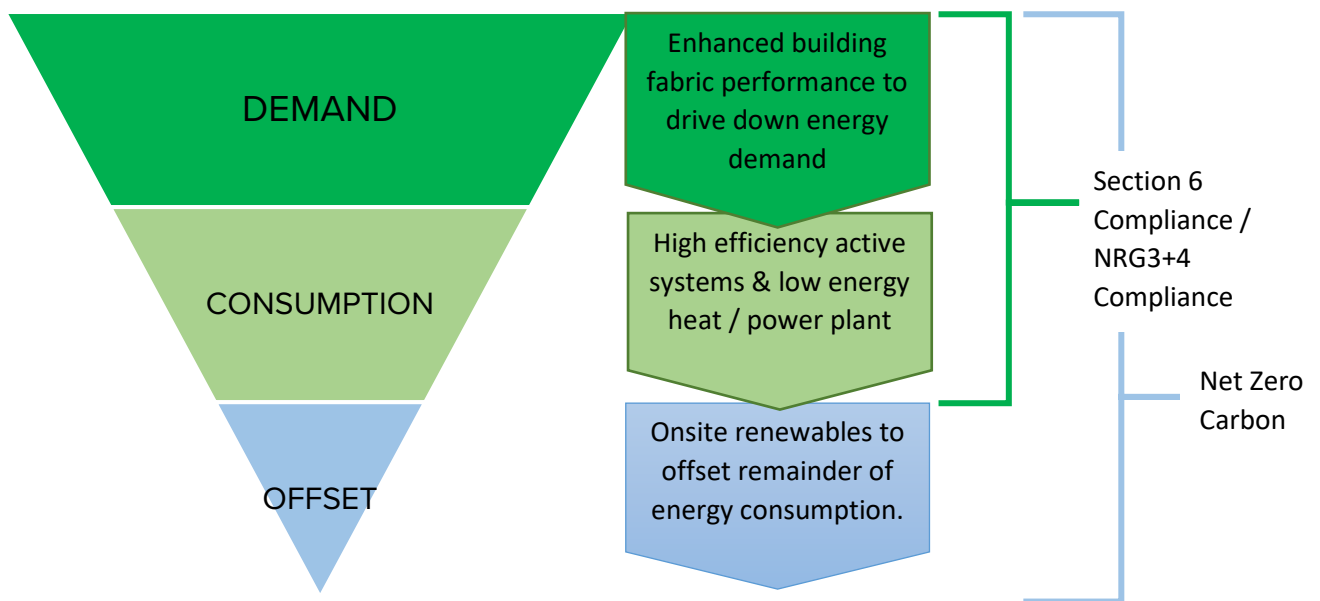 DEMAND
Enhanced building
fabric performance to
drive down energy
demand
CONSUMPTION
High efficiency active
systems & low energy
heat / power plant
OFFSET
Onsite renewables to
offset remainder of
energy consumption.
Section 6
Compliance /
NRG3+4
Compliance
Net Zero
Carbon